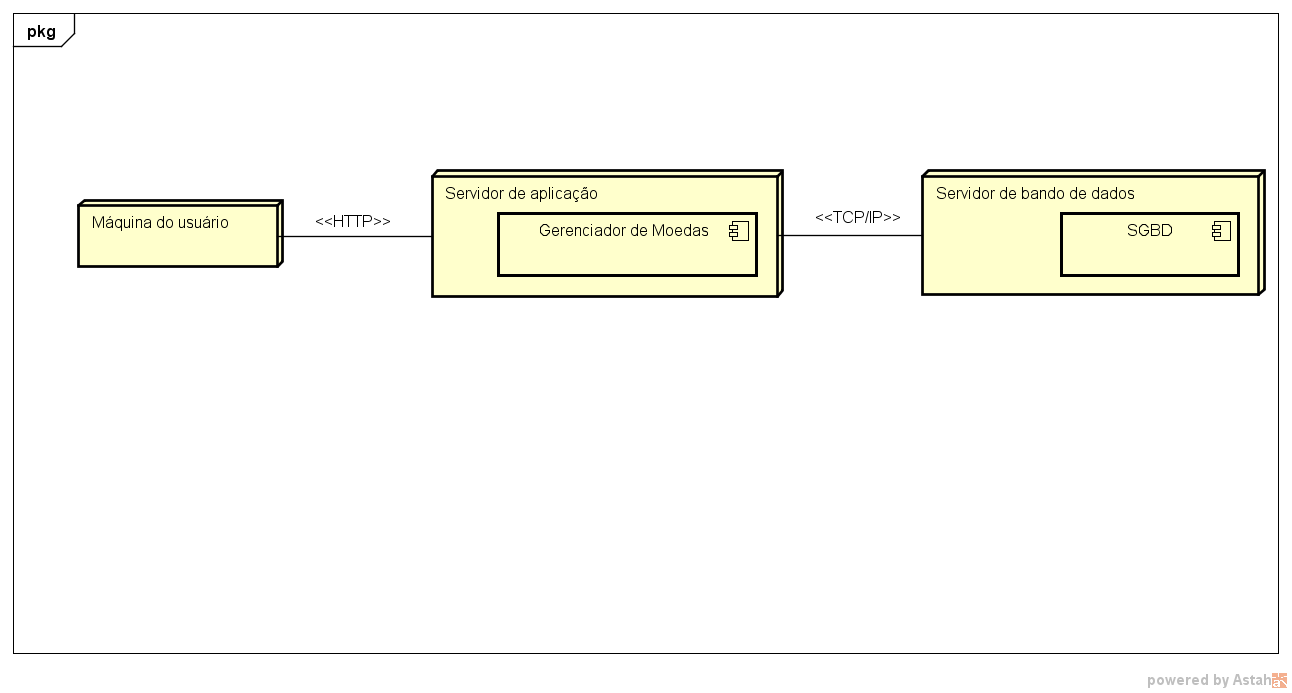 pkg
Máquina do usuário
<<HTTP>>
Servidor de aplicação
Gerenciador de Moedas
<<TCP/IP>>
Servidor de bando de dados
SGBD
powered by Astah